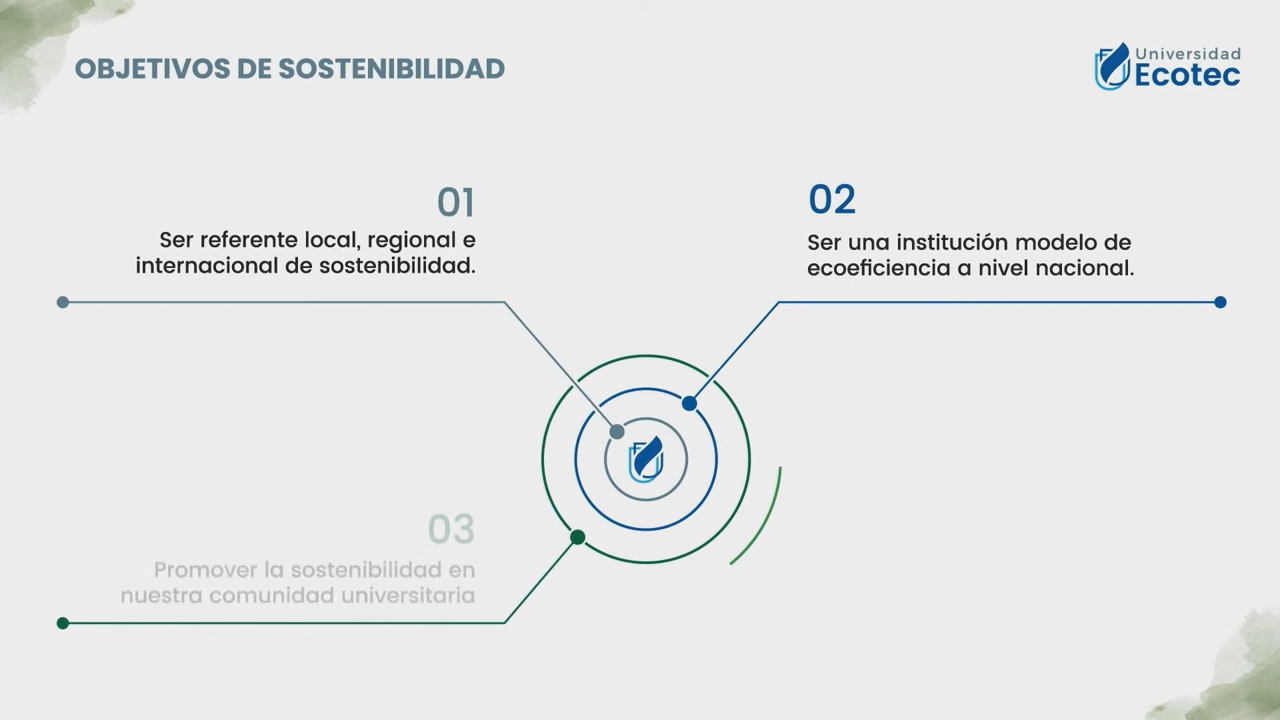 OBJETIVOS DE SOSTENIBILIDAD
Universidad
Ecotec
01
Ser referente local, regional e
internacional de sostenibilidad.
02
Ser una institución modelo de
ecoeficiencia a nivel nacional.
03
Promover la sostenibilidad en
nuestra comunidad universitaria